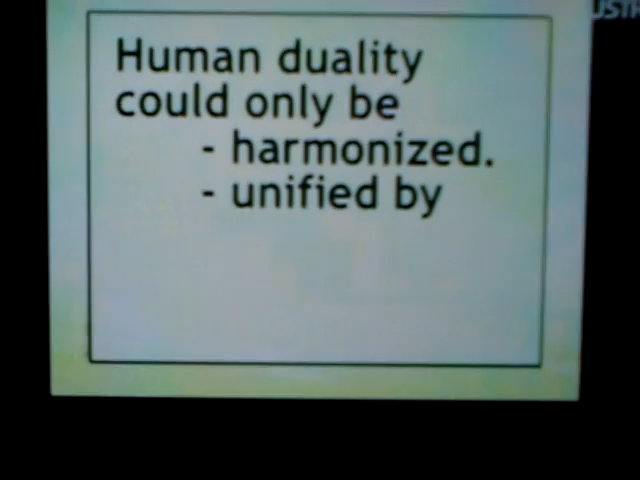 Human duality
could only be
- harmonized.
- unified by